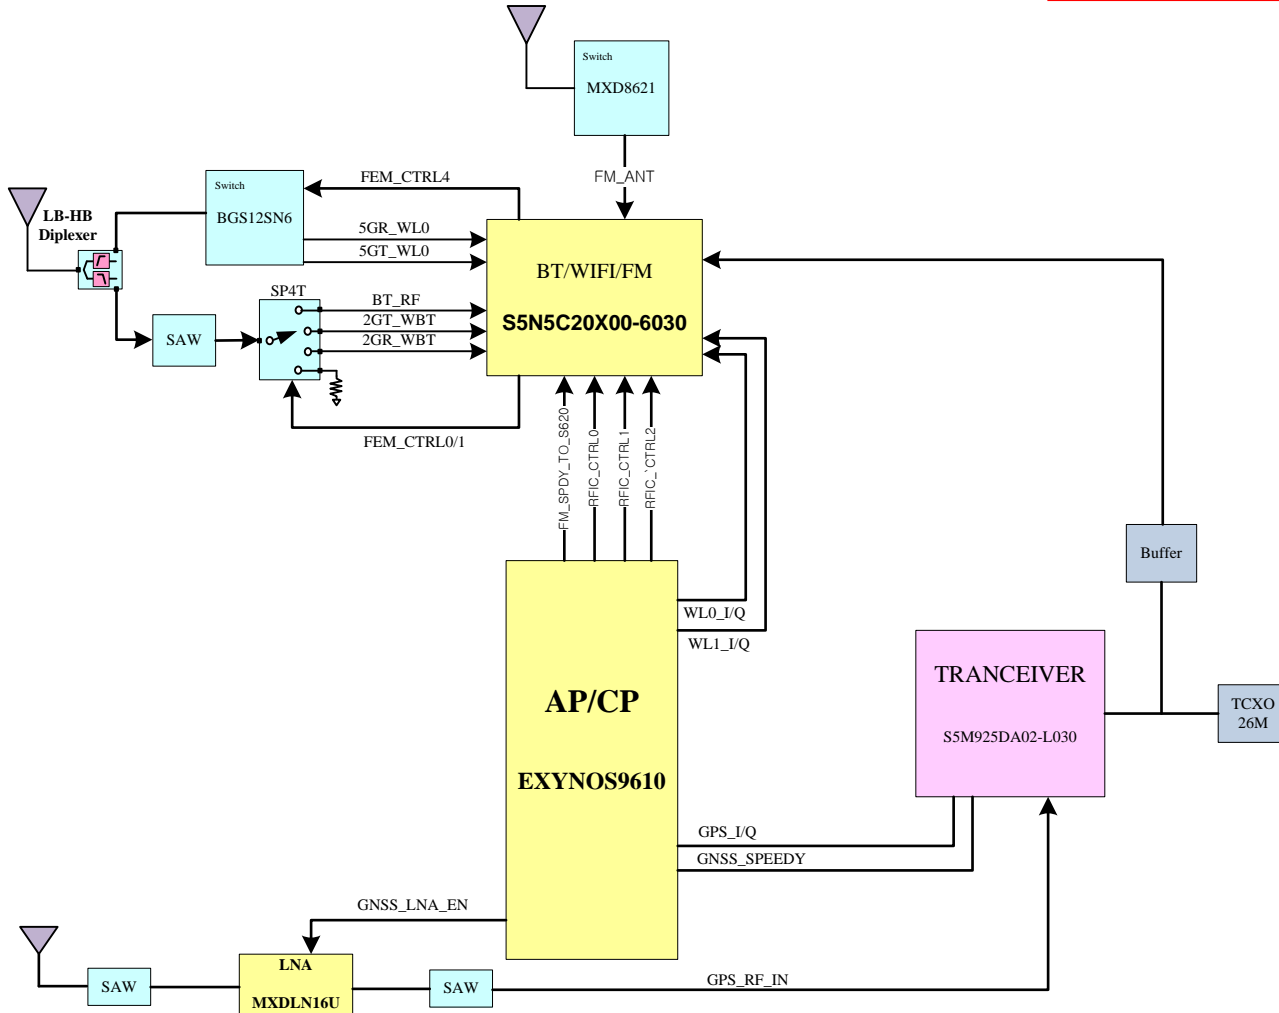 Switch
MXD8621
FM_ANT
FEM_CTRL4
Switch
BGS12SN6
LB-HB
Diplexer
5GR_WL0
5GT_WL0
BT/WIFI/FM
S5N5C20X00-6030
SP4T
BT_RF
2GT_WBT
2GR_WBT
SAW
FEM_CTRL0/1
FM_SPDY_TO_S620
RFIC_CTRL0
RFIC_CTRL1
RFIC_`CTRL2
Buffer
WL0_I/Q
WL1_I/Q
AP/CP
EXYNOS9610
TRANCEIVER
S5M925DA02-L030
TCXO
26M
GPS_I/Q
GNSS_SPEEDY
GNSS_LNA_EN
SAW
LNA
MXDLN16U
SAW
GPS_RF_IN